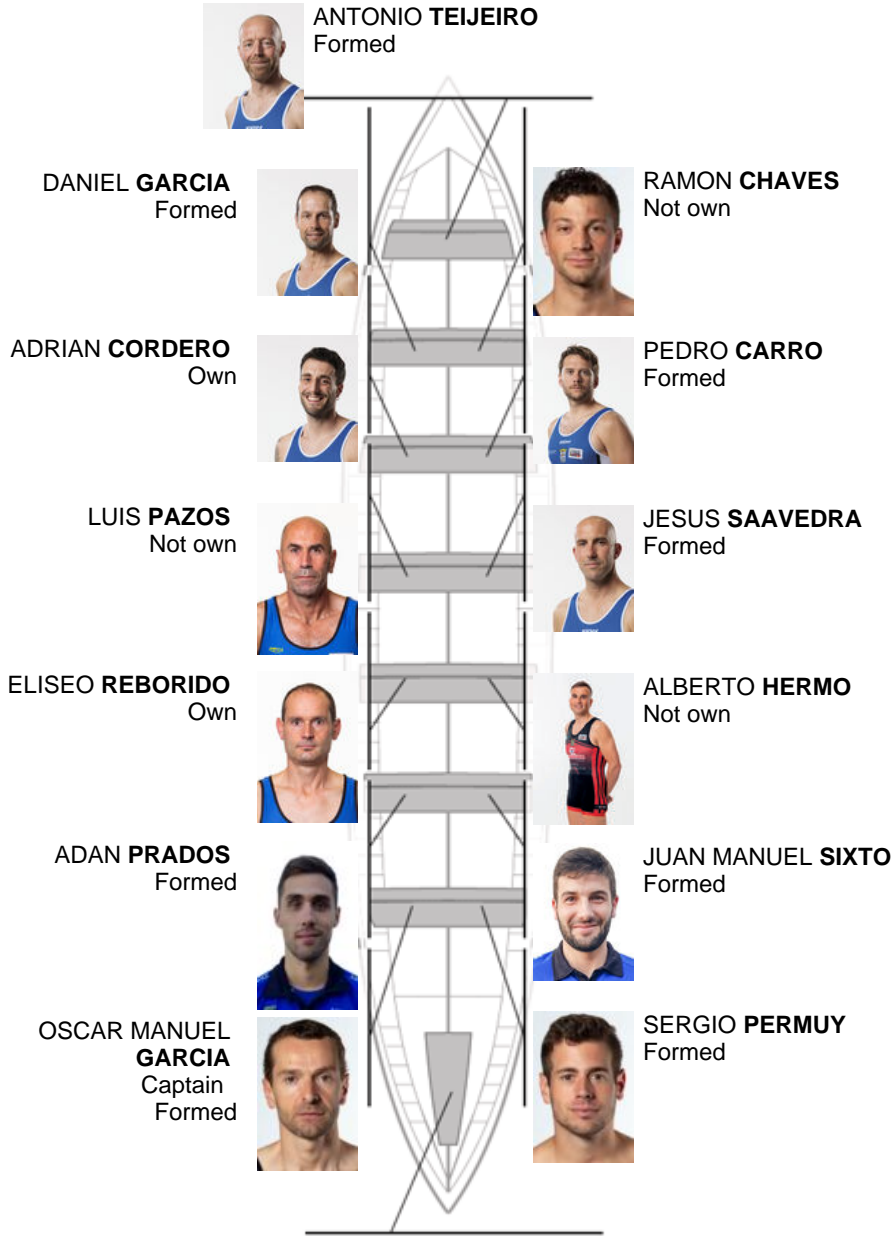 ANTONIO TEIJEIRO
Formed
DANIEL GARCIA
Formed
RAMON CHAVES
Not own
ADRIAN CORDERO
Own
PEDRO CARRO
Formed
LUIS PAZOS
Not own
JESUS SAAVEDRA
Formed
ELISEO REBORIDO
Own
ALBERTO HERMO
Not own
ADAN PRADOS
Formed
JUAN MANUEL SIXTO
Formed
OSCAR MANUEL
GARCIA
Captain
Formed
SERGIO PERMUY
Formed